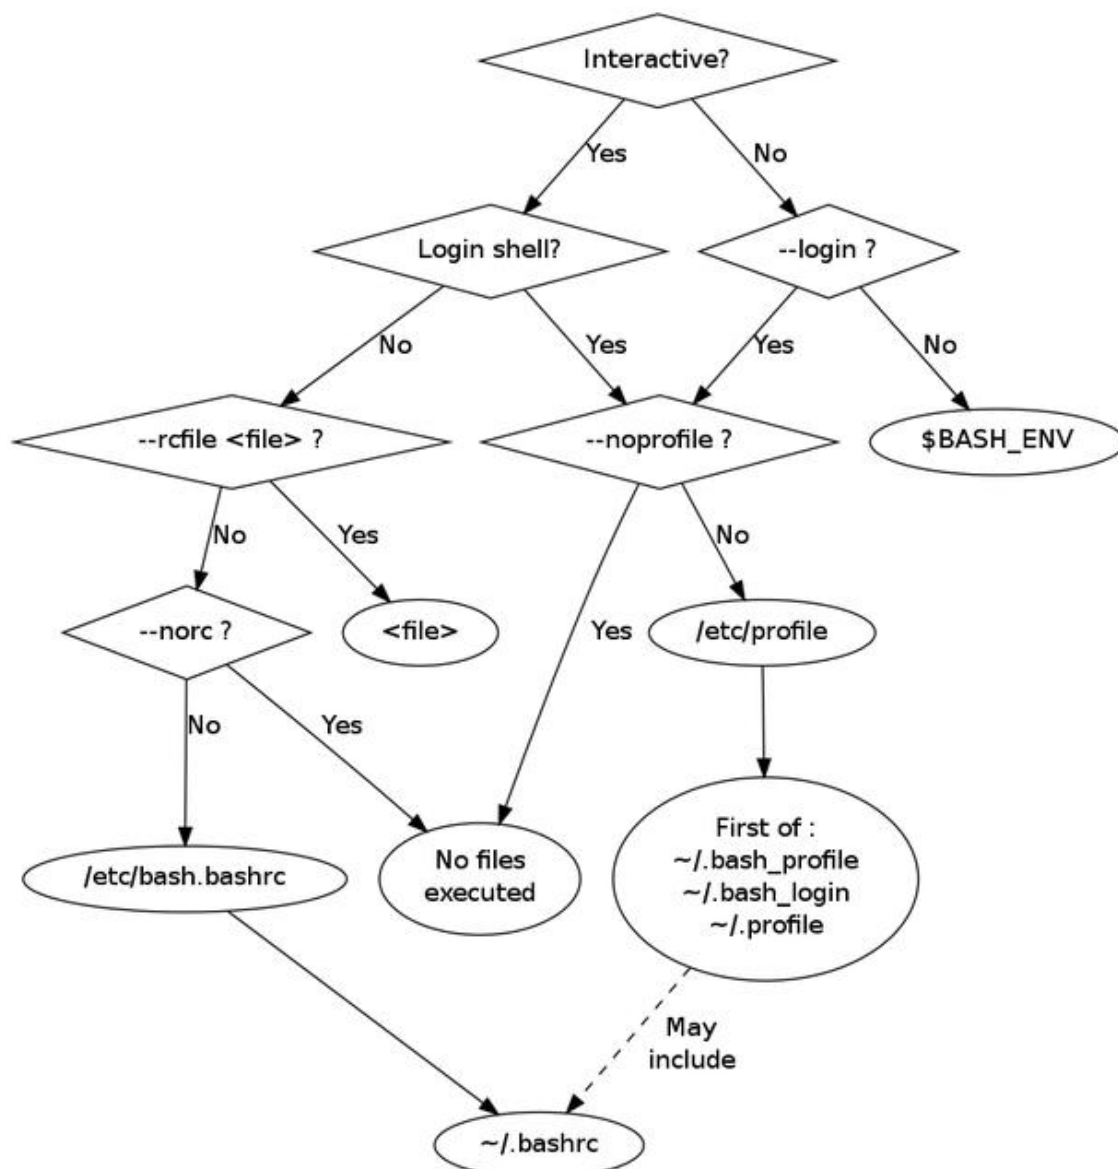 Interactive?
Yes
No
Login shell?
--login ?
No
Yes
Yes
No
--rcfile <file> ?
--noprofile ?
$BASH_ENV
No
Yes
No
--norc ?
<file>
Yes
/etc/profile
No
Yes
/etc/bash.bashrc
No files
executed
First of :
~/.bash_profile
~/.bash_login
~/.profile
May
include
~/.bashrc